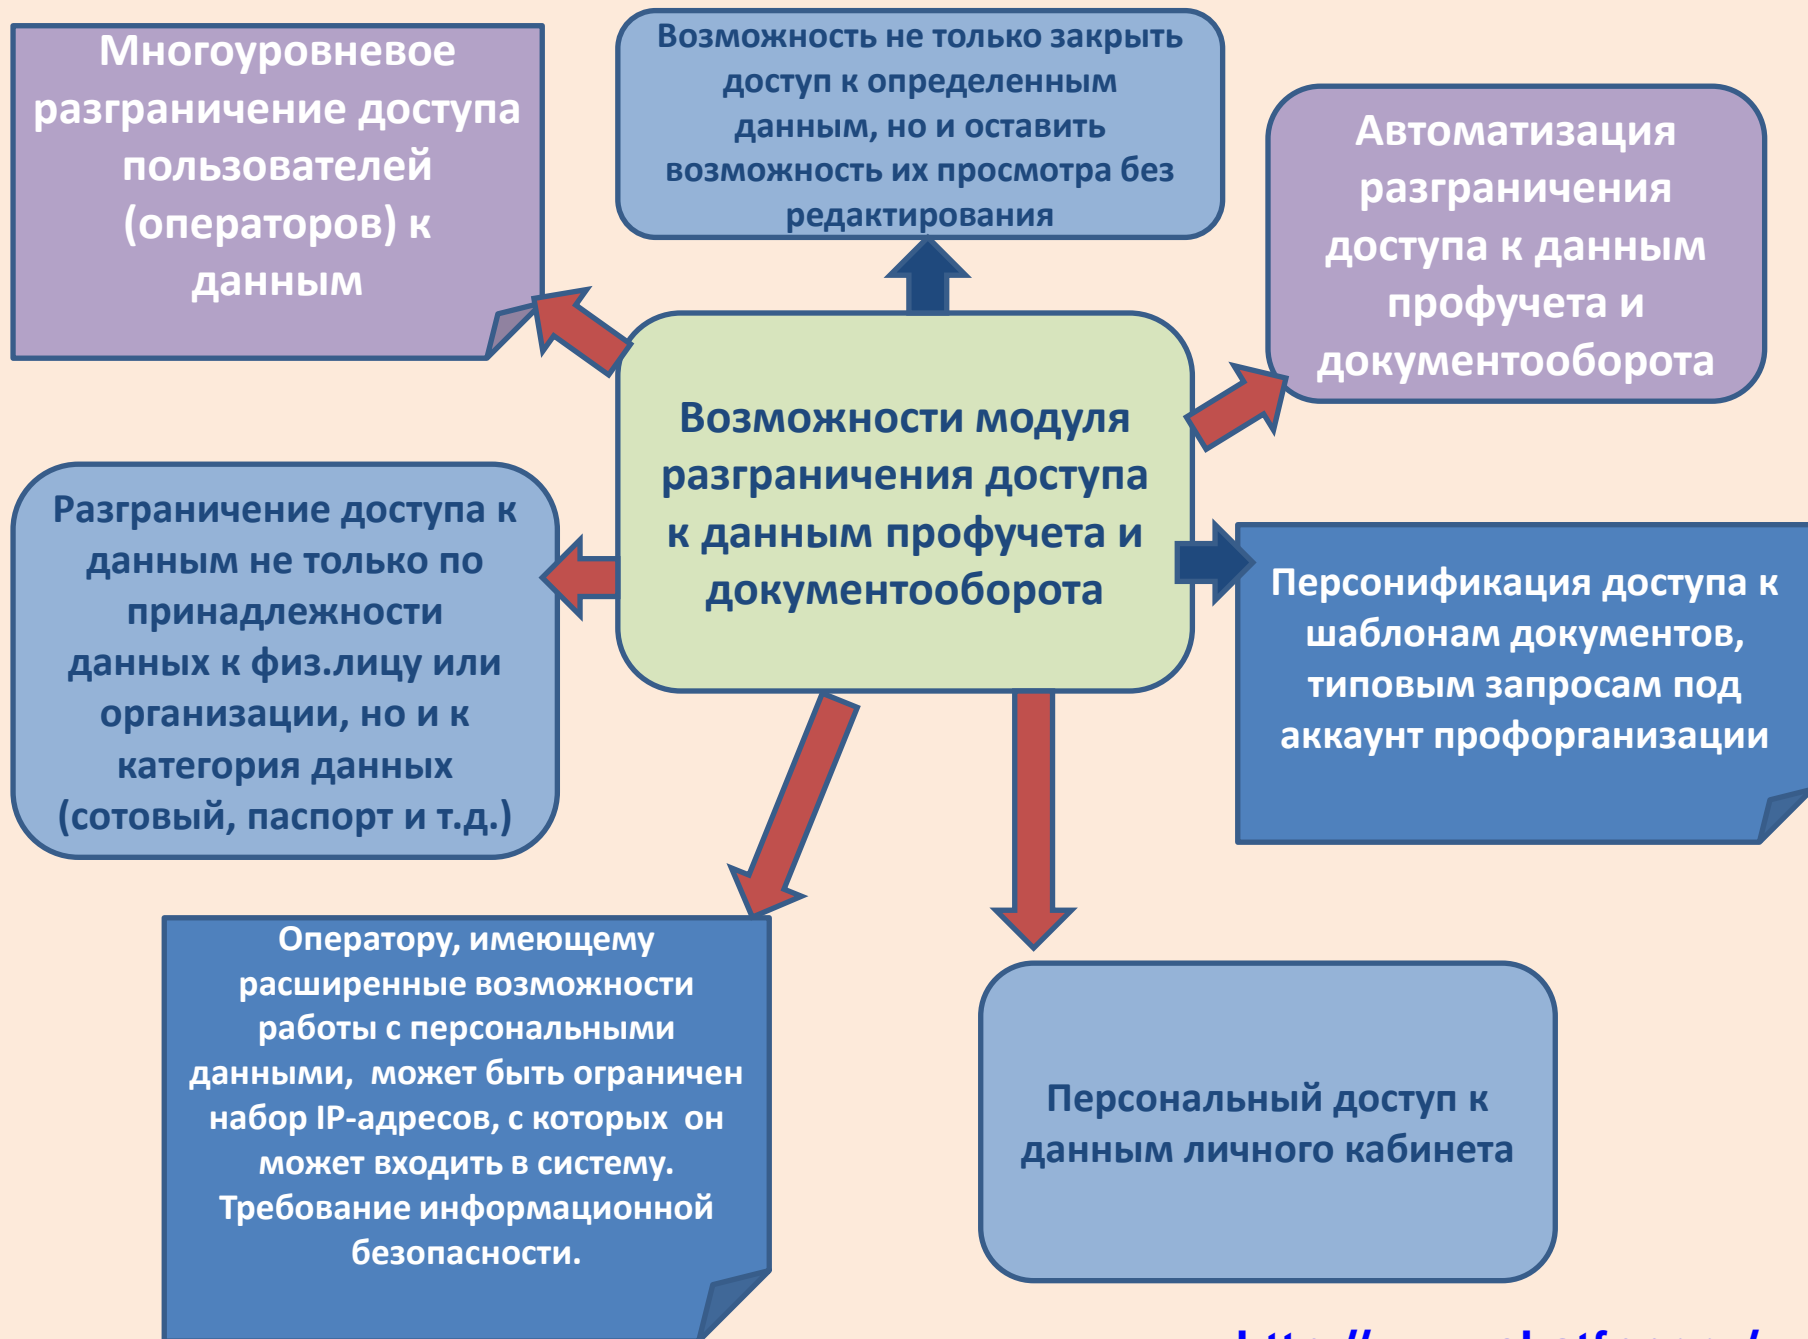 Многоуровневое
разграничение доступа
пользователей
(операторов) к
данным
Возможность не только закрыть
доступ к определенным
данным, но и оставить
возможность их просмотра без
редактирования
Автоматизация
разграничения
доступа к данным
профучета и
документооборота
Возможности модуля
разграничения доступа
к данным профучета и
документооборота
Разграничение доступа к
данным не только по
принадлежности
данных к физ.лицу или
организации, но и к
категория данных
(сотовый, паспорт и т.д.)
Персонификация доступа к
шаблонам документов,
типовым запросам под
аккаунт профорганизации
Оператору, имеющему
расширенные возможности
работы с персональными
данными, может быть ограничен
набор IP-адресов, с которых он
может входить в систему.
Требование информационной
безопасности.
Персональный доступ к
данным личного кабинета